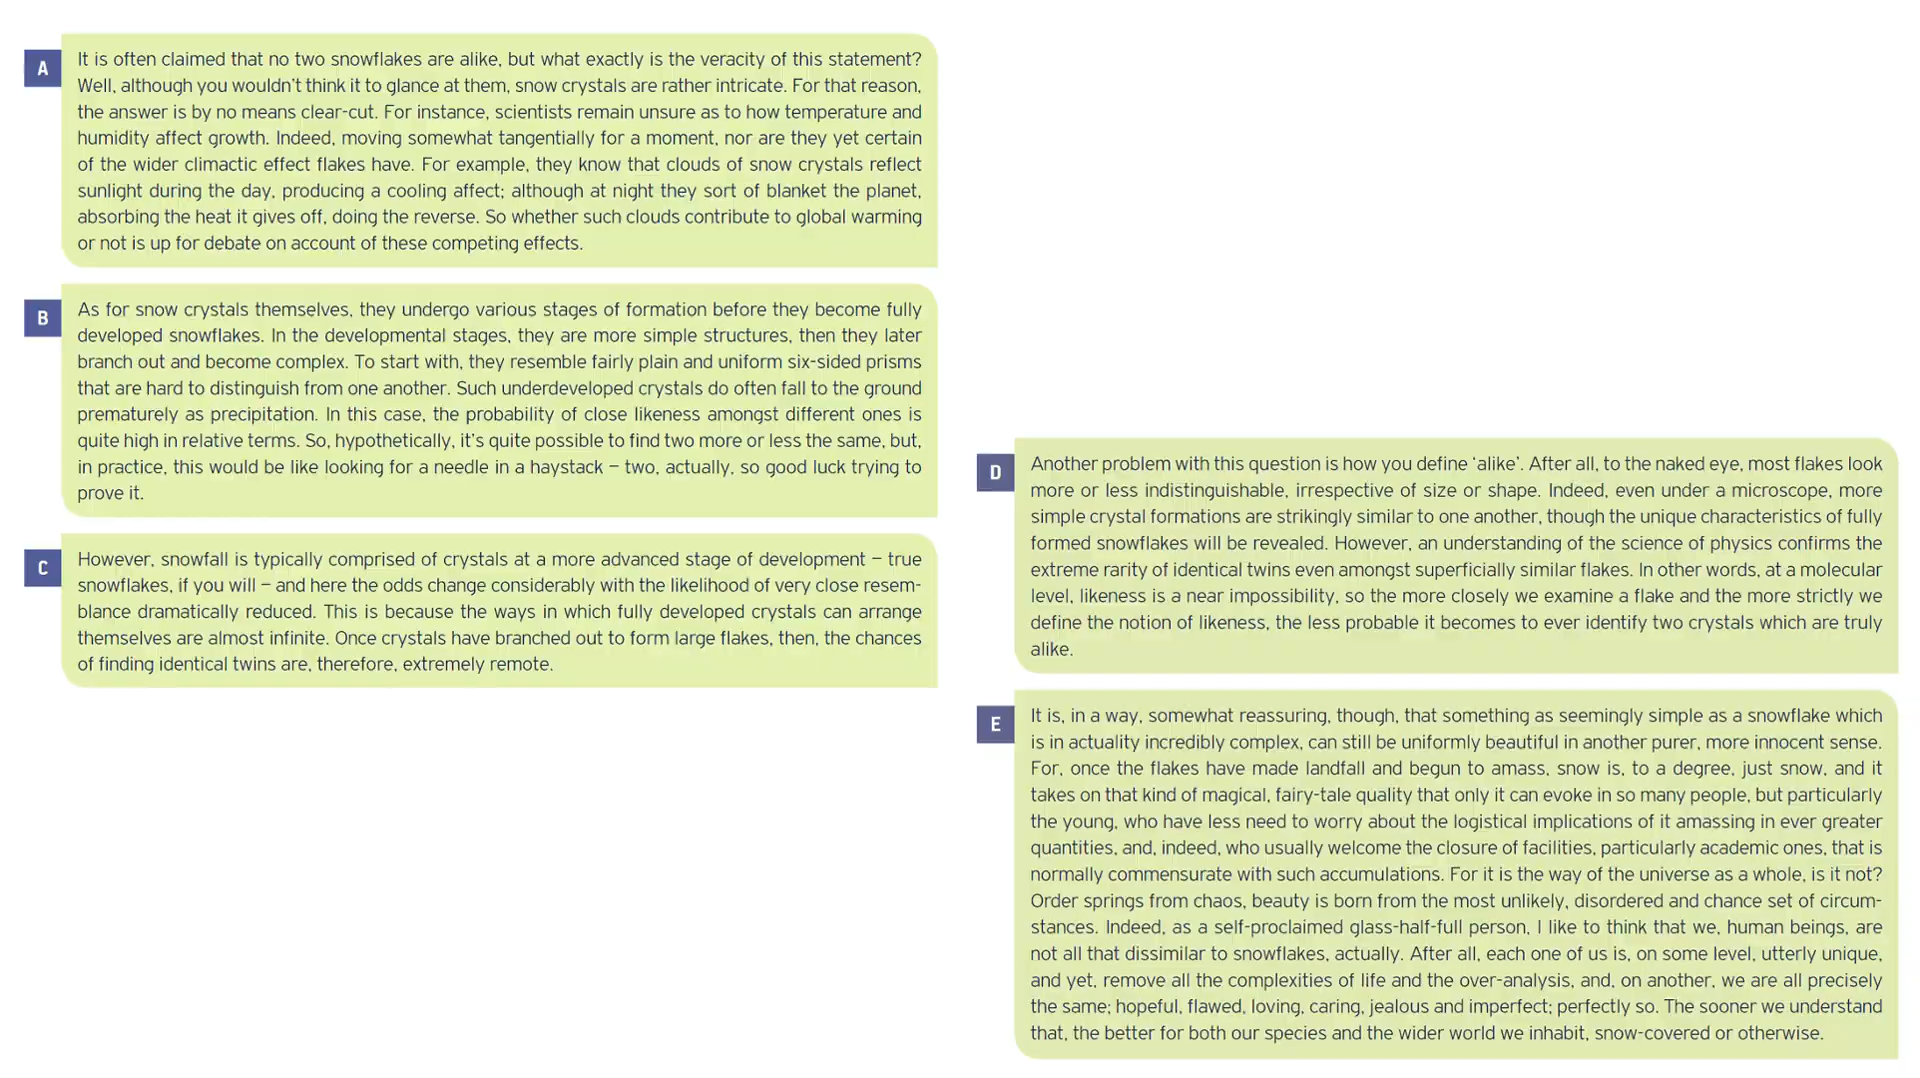 A
It is often claimed that no two snowflakes are alike, but what exactly is the veracity of this statement?
Well, although you wouldn't think it to glance at them, snow crystals are rather intricate. For that reason,
the answer is by no means clear-cut. For instance, scientists remain unsure as to how temperature and
humidity affect growth. Indeed, moving somewhat tangentially for a moment, nor are they yet certain
of the wider climactic effect flakes have. For example, they know that clouds of snow crystals reflect
sunlight during the day, producing a cooling affect; although at night they sort of blanket the planet,
absorbing the heat it gives off, doing the reverse. So whether such clouds contribute to global warming
or not is up for debate on account of these competing effects.
B
As for snow crystals themselves, they undergo various stages of formation before they become fully
developed snowflakes. In the developmental stages, they are more simple structures, then they later
branch out and become complex. To start with, they resemble fairly plain and uniform six-sided prisms
that are hard to distinguish from one another. Such underdeveloped crystals do often fall to the ground
prematurely as precipitation. In this case, the probability of close likeness amongst different ones is
quite high in relative terms. So, hypothetically, it's quite possible to find two more or less the same, but,
in practice, this would be like looking for a needle in a haystack – two, actually, so good luck trying to
prove it.
C
However, snowfall is typically comprised of crystals at a more advanced stage of development – true
snowflakes, if you will – and here the odds change considerably with the likelihood of very close resem-
blance dramatically reduced. This is because the ways in which fully developed crystals can arrange
themselves are almost infinite. Once crystals have branched out to form large flakes, then, the chances
of finding identical twins are, therefore, extremely remote.
D
Another problem with this question is how you define 'alike'. After all, to the naked eye, most flakes look
more or less indistinguishable, irrespective of size or shape. Indeed, even under a microscope, more
simple crystal formations are strikingly similar to one another, though the unique characteristics of fully
formed snowflakes will be revealed. However, an understanding of the science of physics confirms the
extreme rarity of identical twins even amongst superficially similar flakes. In other words, at a molecular
level, likeness is a near impossibility, so the more closely we examine a flake and the more strictly we
define the notion of likeness, the less probable it becomes to ever identify two crystals which are truly
alike.
E
It is, in a way, somewhat reassuring, though, that something as seemingly simple as a snowflake which
is in actuality incredibly complex, can still be uniformly beautiful in another purer, more innocent sense.
For, once the flakes have made landfall and begun to amass, snow is, to a degree, just snow, and it
takes on that kind of magical, fairy-tale quality that only it can evoke in so many people, but particularly
the young, who have less need to worry about the logistical implications of it amassing in ever greater
quantities, and, indeed, who usually welcome the closure of facilities, particularly academic ones, that is
normally commensurate with such accumulations. For it is the way of the universe as a whole, is it not?
Order springs from chaos, beauty is born from the most unlikely, disordered and chance set of circum-
stances. Indeed, as a self-proclaimed glass-half-full person, I like to think that we, human beings, are
not all that dissimilar to snowflakes, actually. After all, each one of us is, on some level, utterly unique,
and yet, remove all the complexities of life and the over-analysis, and, on another, we are all precisely
the same; hopeful, flawed, loving, caring, jealous and imperfect; perfectly so. The sooner we understand
that, the better for both our species and the wider world we inhabit, snow-covered or otherwise.